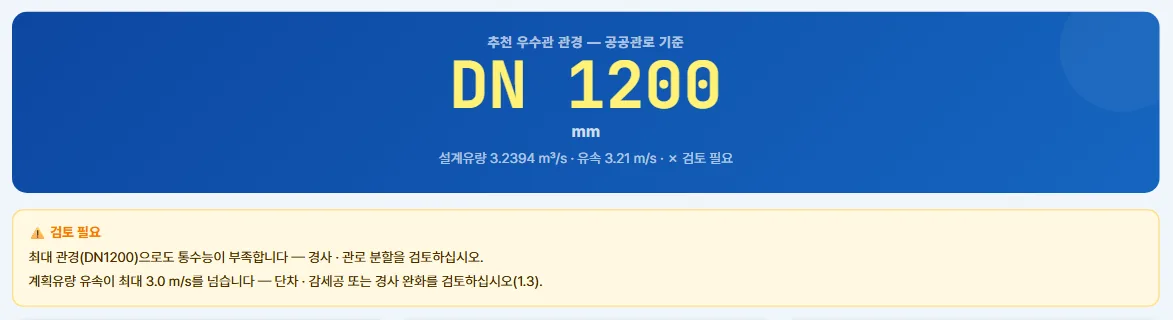 추천 우수관 관경 — 공공관로 기준
DN 1200
mm
설계유량 3.2394 m³/s · 유속 3.21 m/s · × 검토 필요
⚠️ 검토 필요
최대 관경(DN1200)으로도 통수능이 부족합니다 — 경사 · 관로 분할을 검토하십시오.
계획유량 유속이 최대 3.0 m/s를 넘습니다 — 단차 · 감세공 또는 경사 완화를 검토하십시오(1.3).